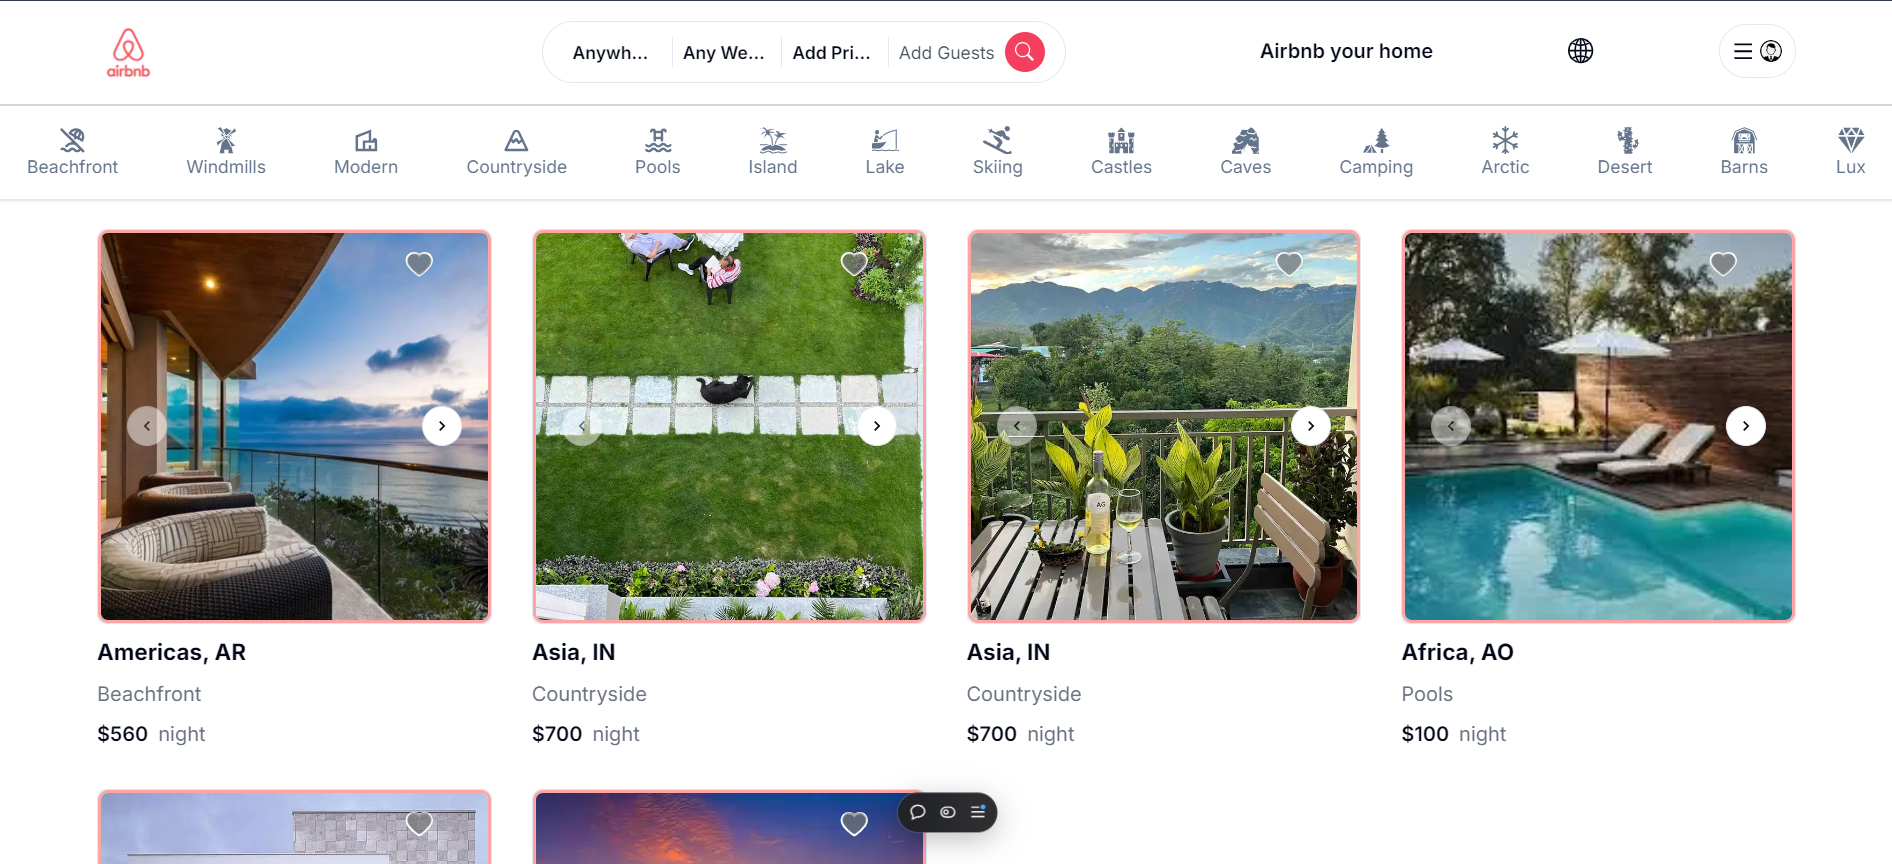 airbnb
Anywh... Any We... Add Pri... Add Guests
Airbnb your home
Beachfront Windmills Modern Countryside Pools Island Lake Skiing Castles Caves Camping Arctic Desert Barns Lux
AG
Americas, AR
Beachfront
$560 night
Asia, IN
Countryside
$700 night
Asia, IN
Countryside
$700 night
Africa, AO
Pools
$100 night